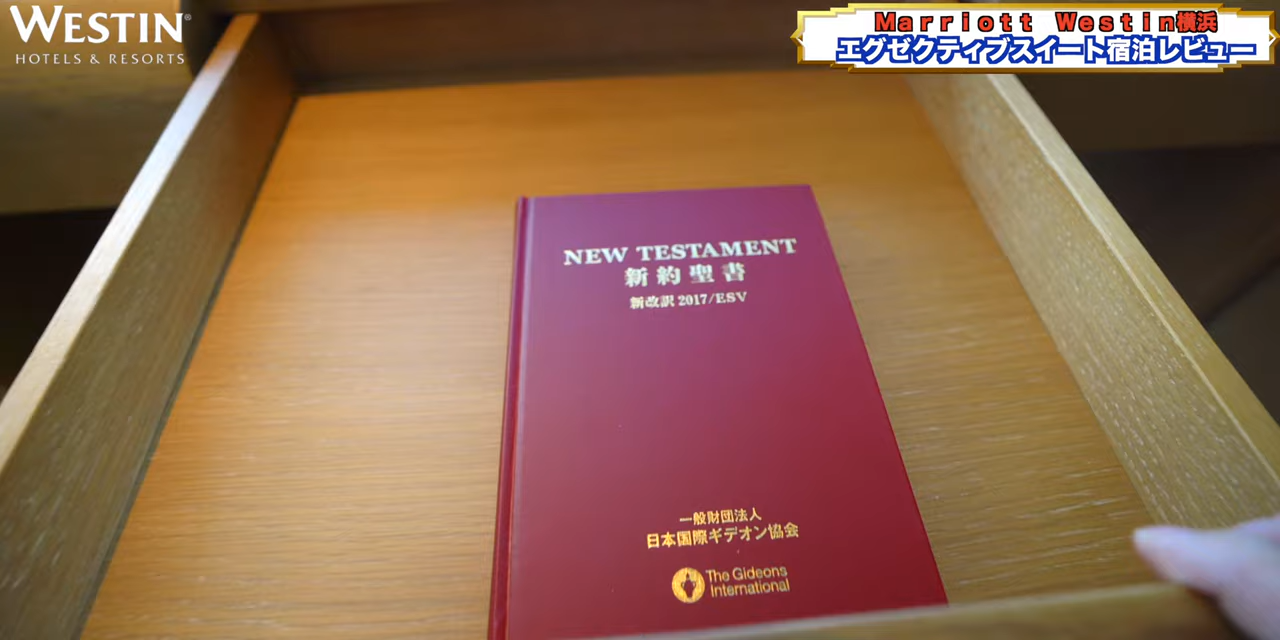 WESTIN®
HOTELS & RESORTS
Marriott Westin横浜
エグゼクティブスイート宿泊レビュー
NEW TESTAMENT
新約聖書
新改訳 2017/ESV
一般財団法人
日本国際ギデオン協会
The Gideons
International